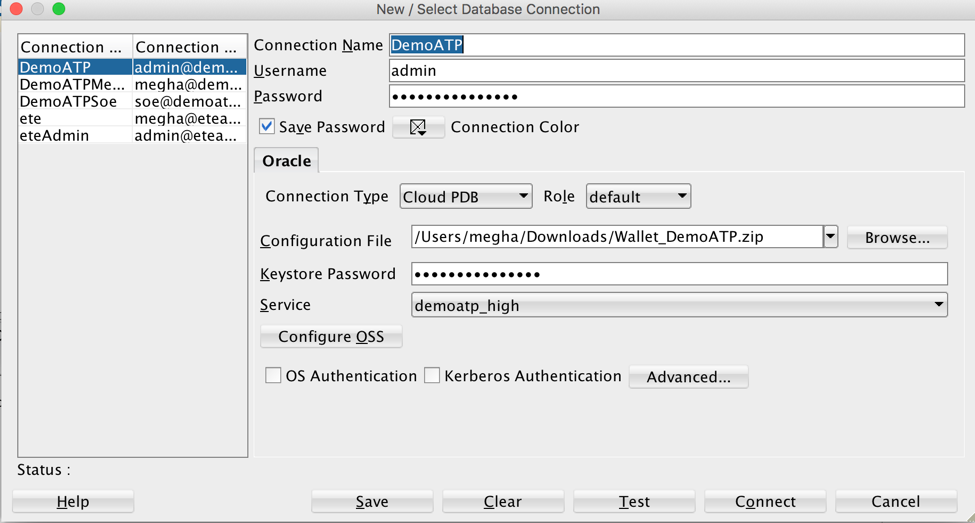 New / Select Database Connection
Connection ... Connection ...
DemoATP admin@dem...
DemoATPMe... megha@dem...
DemoATPSoe soe@demoat...
ete megha@etea...
eteAdmin admin@etea...
Connection Name DemoATP
Username admin
Password •••••••••••••••
Save Password Connection Color
Oracle
Connection Type Cloud PDB Role default
Configuration File /Users/megha/Downloads/Wallet_DemoATP.zip Browse...
Keystore Password •••••••••••••••
Service demoatp_high
Configure OSS
OS Authentication Kerberos Authentication Advanced...
Status :
Help Save Clear Test Connect Cancel